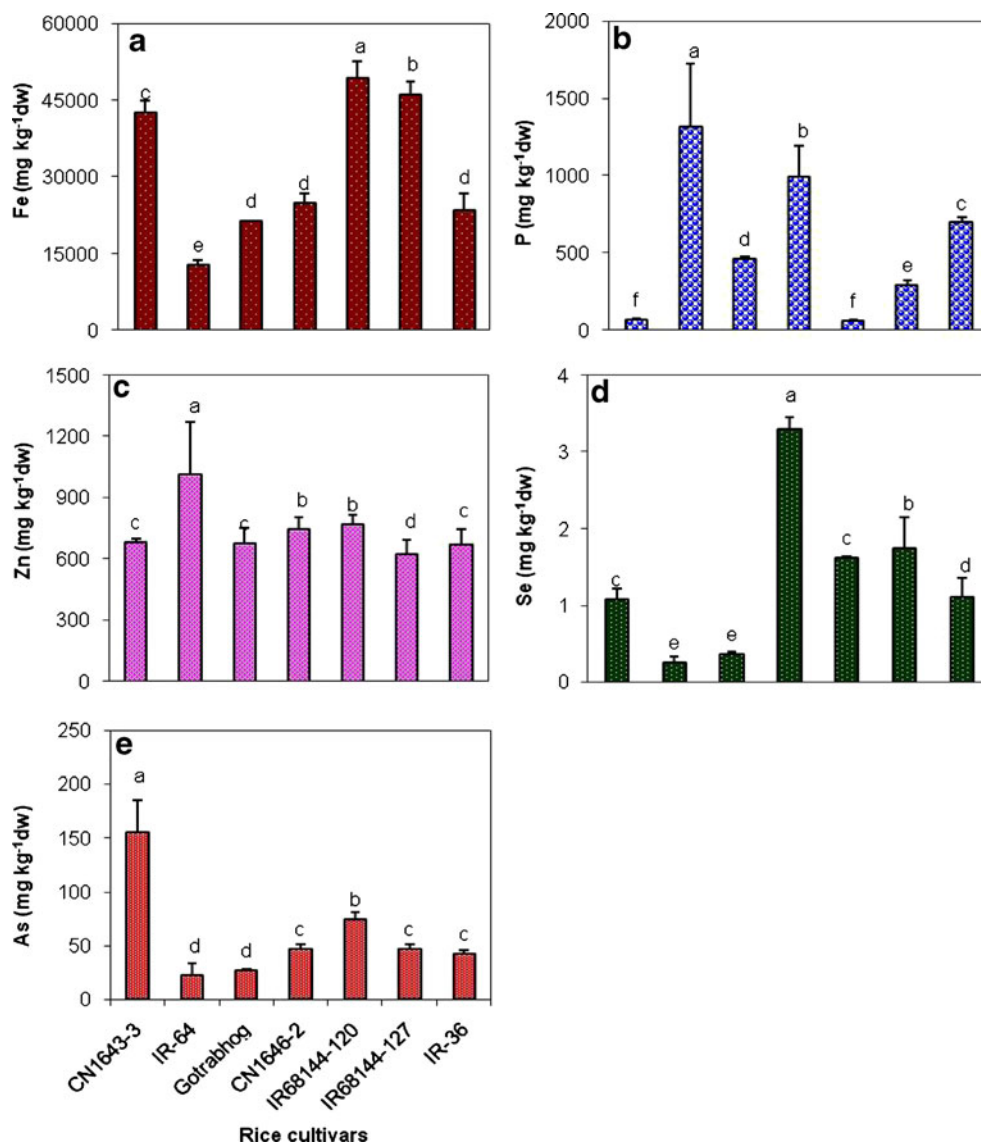 a
Fe (mg kg⁻¹dw)
60000
45000
30000
15000
0
c
e
d
d
a
b
d
b
P (mg kg⁻¹dw)
2000
1500
1000
500
0
f
a
d
b
f
e
c
c
Zn (mg kg⁻¹dw)
1500
1200
900
600
300
0
c
a
c
b
b
d
c
d
Se (mg kg⁻¹dw)
4
3
2
1
0
c
e
e
a
c
b
d
e
As (mg kg⁻¹dw)
250
200
150
100
50
0
a
d
d
c
b
c
c
CN1643-3
IR-64
Gotrabhog
CN1646-2
IR68144-120
IR68144-127
IR-36
Rice cultivars